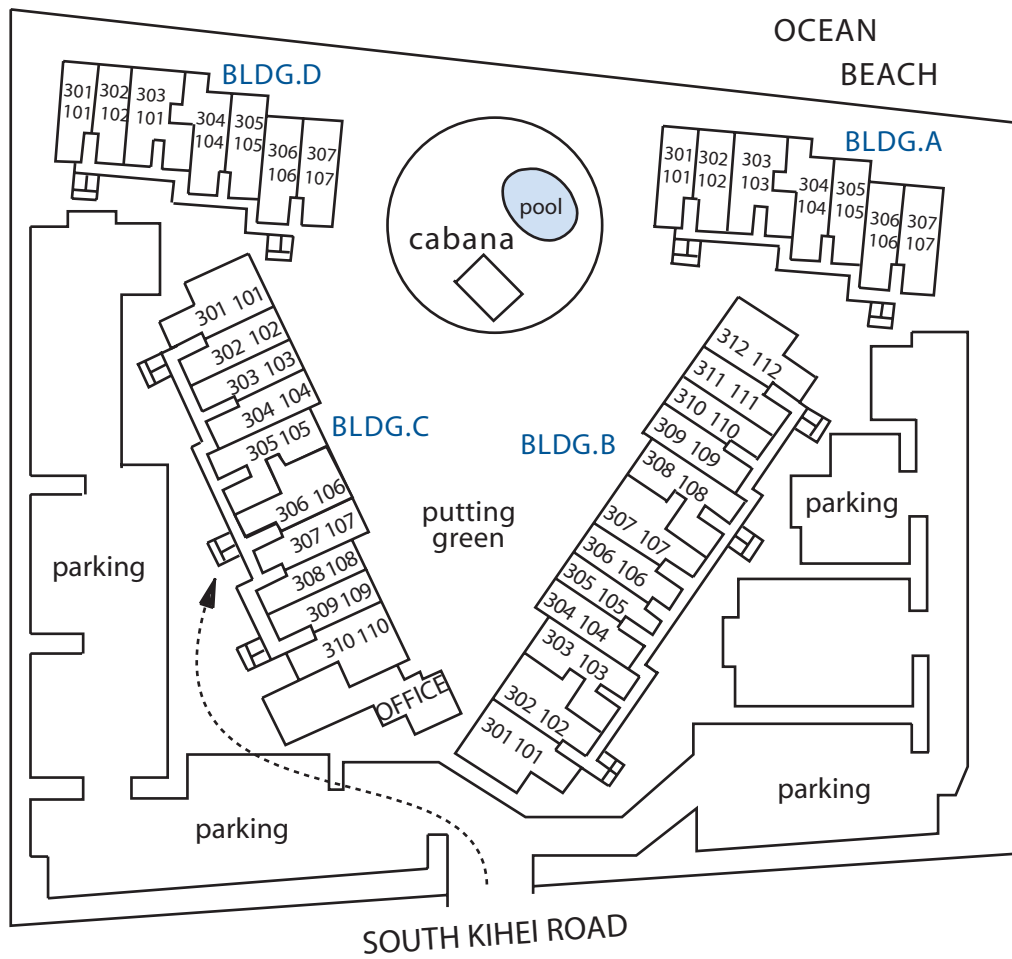 OCEAN
BEACH
BLDG.D
301 302 303 304 305 306 307
101 102 101 104 105 106 107
BLDG.A
301 302 303 304 305 306 307
101 102 103 104 105 106 107
pool
cabana
BLDG.C
301 101
302 102
303 103
304 104
305 105
306 106
307 107
308 108
309 109
310 110
OFFICE
BLDG.B
312 112
311 111
310 110
309 109
308 108
307 107
306 106
305 105
304 104
303 103
302 102
301 101
putting
green
parking
parking
parking
parking
SOUTH KIHEI ROAD